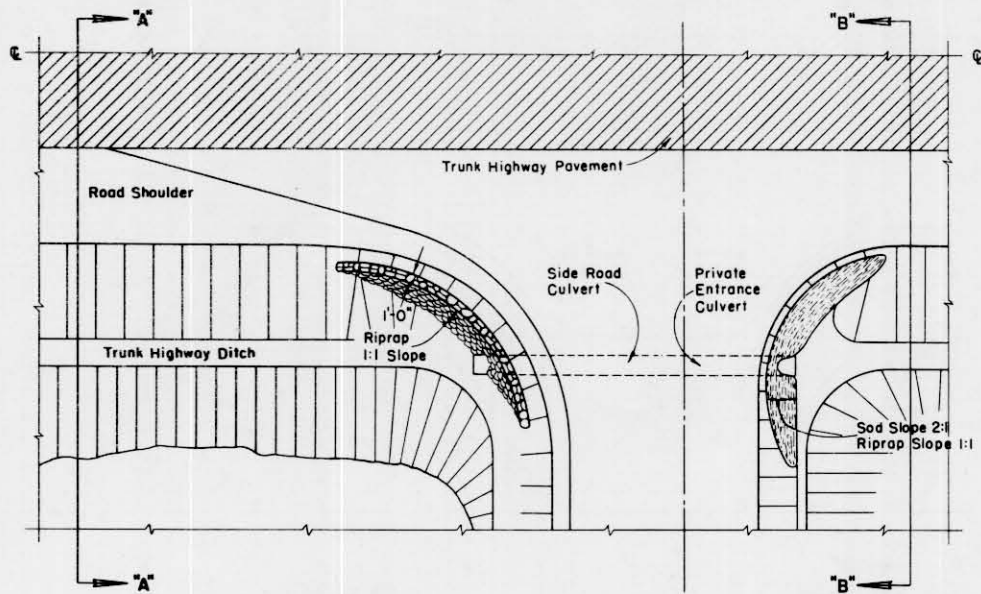 "A"
"B"
℄
℄
Trunk Highway Pavement
Road Shoulder
Side Road
Culvert
Private
Entrance
Culvert
1'-0"
Riprap
1:1 Slope
Trunk Highway Ditch
Sod Slope 2:1
Riprap Slope 1:1
"A"
"B"